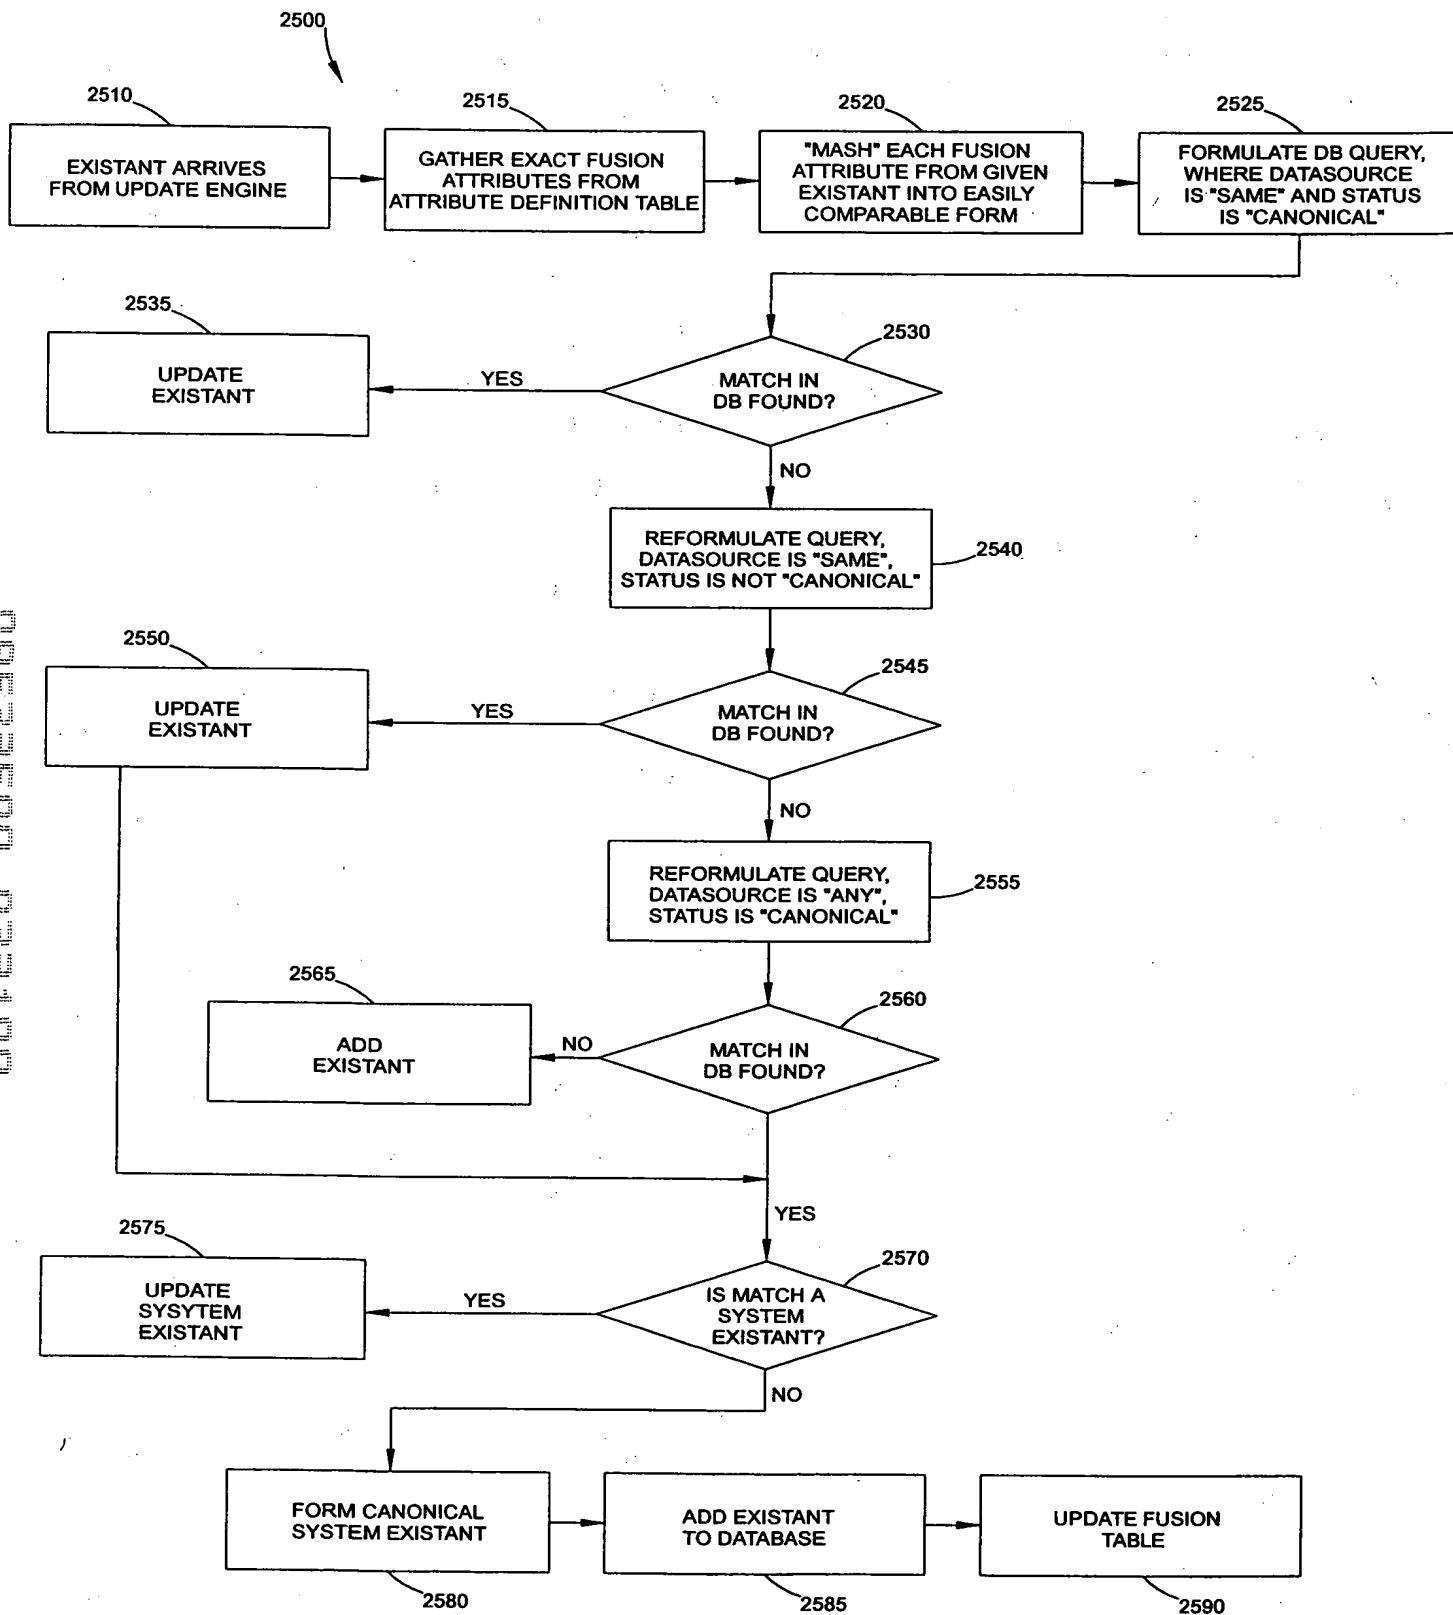 2500
2510
EXISTANT ARRIVES
FROM UPDATE ENGINE
2515
GATHER EXACT FUSION
ATTRIBUTES FROM
ATTRIBUTE DEFINITION TABLE
2520
"MASH" EACH FUSION
ATTRIBUTE FROM GIVEN
EXISTANT INTO EASILY
COMPARABLE FORM
2525
FORMULATE DB QUERY,
WHERE DATASOURCE
IS "SAME" AND STATUS
IS "CANONICAL"
2535
UPDATE
EXISTANT
YES
2530
MATCH IN
DB FOUND?
NO
REFORMULATE QUERY,
DATASOURCE IS "SAME",
STATUS IS NOT "CANONICAL"
2540
2550
UPDATE
EXISTANT
YES
2545
MATCH IN
DB FOUND?
NO
REFORMULATE QUERY,
DATASOURCE IS "ANY",
STATUS IS "CANONICAL"
2555
2565
ADD
EXISTANT
NO
2560
MATCH IN
DB FOUND?
YES
2575
UPDATE
SYSYTEM
EXISTANT
YES
2570
IS MATCH A
SYSTEM
EXISTANT?
NO
FORM CANONICAL
SYSTEM EXISTANT
2580
ADD EXISTANT
TO DATABASE
2585
UPDATE FUSION
TABLE
2590